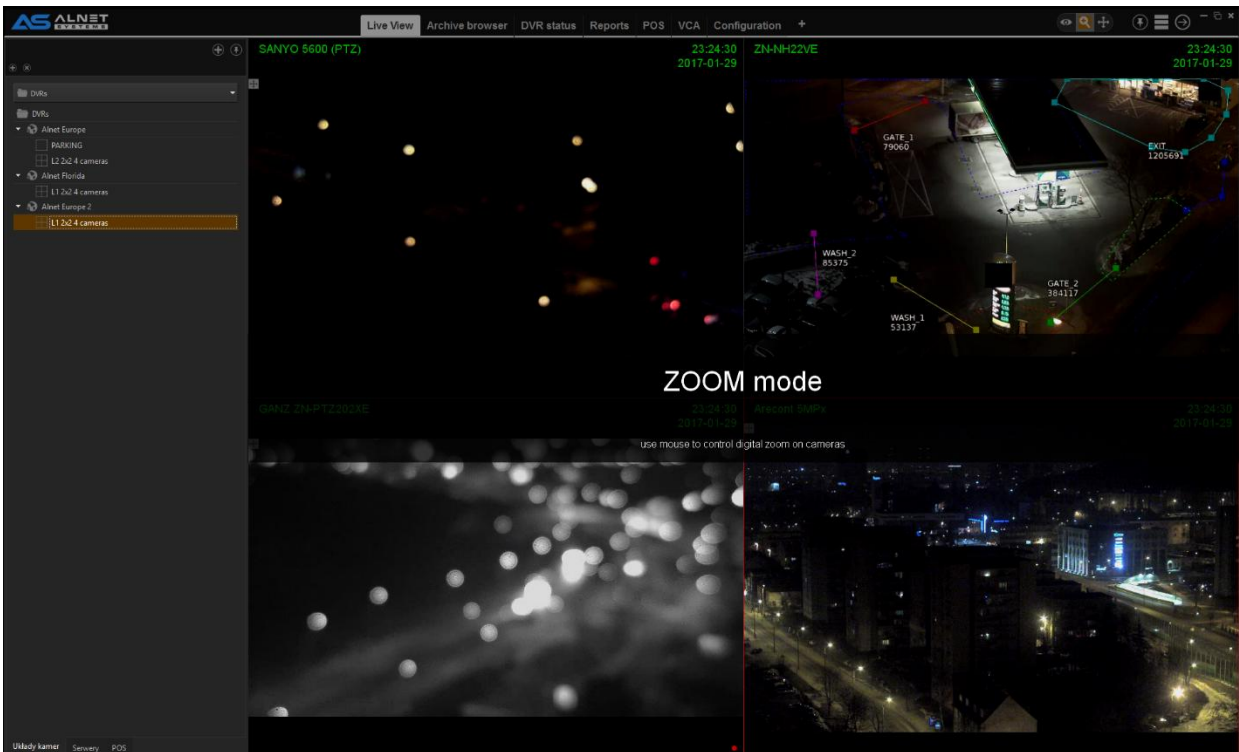 AS ALNET SYSTEMS
Live View Archive browser DVR status Reports POS VCA Configuration +
DVRs
DVRs
Alnet Europe
PARKING
L2 2x2 4 cameras
Alnet Florida
L1 2x2 4 cameras
Alnet Europe 2
L1 2x2 4 cameras
SANYO 5600 (PTZ)
23:24:30
2017-01-29
ZN-NH22VE
23:24:30
2017-01-29
GATE_1
79060
EXIT
1205691
WASH_2
85375
GATE_2
384117
WASH_1
53137
ZOOM mode
GANZ ZN-PTZ202XE
23:24:30
2017-01-29
Arecont 5MPx
23:24:30
2017-01-29
use mouse to control digital zoom on cameras
Układy kamer Serwery POS